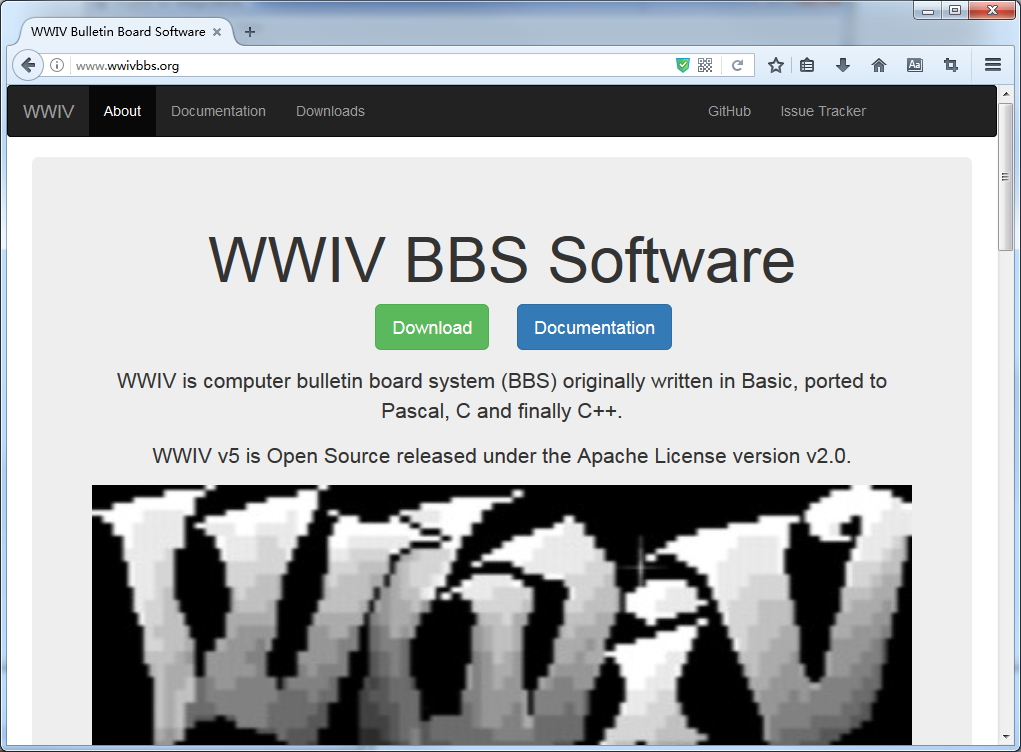 WWIV Bulletin Board Software
www.wwivbbs.org
WWIV About Documentation Downloads GitHub Issue Tracker
WWIV BBS Software
Download Documentation
WWIV is computer bulletin board system (BBS) originally written in Basic, ported to
Pascal, C and finally C++.
WWIV v5 is Open Source released under the Apache License version v2.0.
WWIV